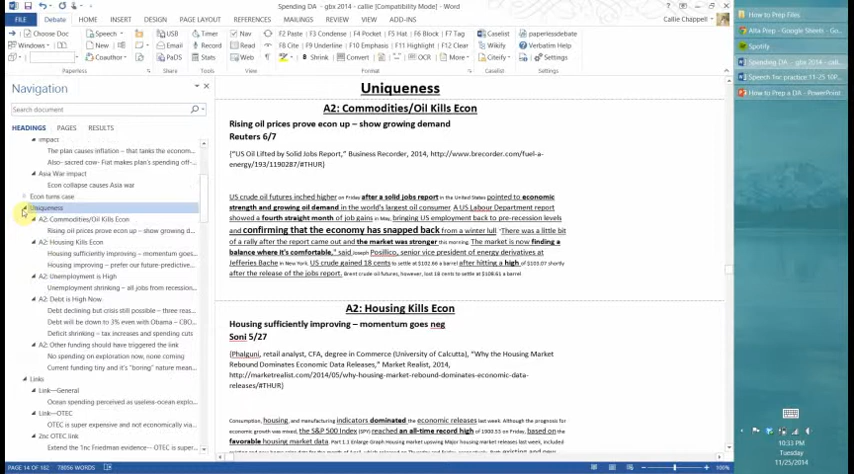 Spending DA - gbx 2014 - callie [Compatibility Mode] - Word
FILE Debate HOME INSERT DESIGN PAGE LAYOUT REFERENCES MAILINGS REVIEW VIEW ADD-INS
Callie Chappell
Choose Doc Speech USB Timer Nav F2 Paste F3 Condense F4 Pocket F5 Hat F6 Block F7 Tag Caselist paperlessdebate
Windows New Email Stats F8 Cite F9 Underline F10 Emphasis F11 Highlight F12 Clear Wikify Verbatim Help
Coauthor PaDS Web Shrink Convert OCR More Citeify Settings
Paperless Tools View Format Caselist Settings
Navigation
Search document
HEADINGS PAGES RESULTS
Impact
The plan causes inflation – that tanks the econom...
Also- sacred cow- Fiat makes plan's spending off-...
Asia War impact
Econ collapse causes Asia war
Econ turns case
Uniqueness
A2: Commodities/Oil Kills Econ
Rising oil prices prove econ up – show growing d...
A2: Housing Kills Econ
Housing sufficiently improving – momentum goes...
Housing improving – prefer our future-predictive...
A2: Unemployment is High
Unemployment shrinking – all jobs from recession...
A2: Debt is High Now
Debt declining but crisis still possible – three reas...
Debt will be down to 3% even with Obama – CBO...
Deficit shrinking – tax increases and spending cuts
A2: Other funding should have triggered the link
No spending on exploration now, none coming
Current funding tiny and it's "boring" nature mean...
Links
Link—General
Ocean spending perceived as useless-ocean explo...
Link—OTEC
OTEC is super expensive and not economically via...
2nc OTEC link
Extend the 1nc Friedman evidence- OTEC is super...
Uniqueness
A2: Commodities/Oil Kills Econ
Rising oil prices prove econ up – show growing demand
Reuters 6/7
{"US Oil Lifted by Solid Jobs Report," Business Recorder, 2014, http://www.brecorder.com/fuel-a-
energy/193/1190287/#THUR}
US crude oil futures inched higher on Friday after a solid jobs report in the United States pointed to economic
strength and growing oil demand in the world's largest oil consumer. A US Labour Department report
showed a fourth straight month of job gains in May, bringing US employment back to pre-recession levels
and confirming that the economy has snapped back from a winter lull. "There was a little bit
of a rally after the report came out and the market was stronger this morning. The market is now finding a
balance where it's comfortable," said Joseph Posillico, senior vice president of energy derivatives at
Jefferies Bache in New York. US crude gained 18 cents to settle at $102.66 a barrel after hitting a high of $103.07 shortly
after the release of the jobs report. Brent crude oil futures, however, lost 18 cents to settle at $108.61 a barrel
A2: Housing Kills Econ
Housing sufficiently improving – momentum goes neg
Soni 5/27
{Phalguni, retail analyst, CFA, degree in Commerce (University of Calcutta), "Why the Housing Market
Rebound Dominates Economic Data Releases," Market Realist, 2014,
http://marketrealist.com/2014/05/why-housing-market-rebound-dominates-economic-data-
releases/#THUR}
Consumption, housing, and manufacturing indicators dominated the economic releases last week. Although the prognosis for
economic growth was mixed, the S&P 500 Index reached an all-time record high of 1900.53 on Friday, based on the
favorable housing market data.
PAGE 14 OF 182 78056 WORDS
100%
How to Prep Files
Alta Prep - Google Sheets - Go...
Spotify
Spending DA - gbx 2014 - callie...
Speech 1nc practice 11-25 10P...
How to Prep a DA - PowerPoint
10:33 PM
Tuesday
11/25/2014